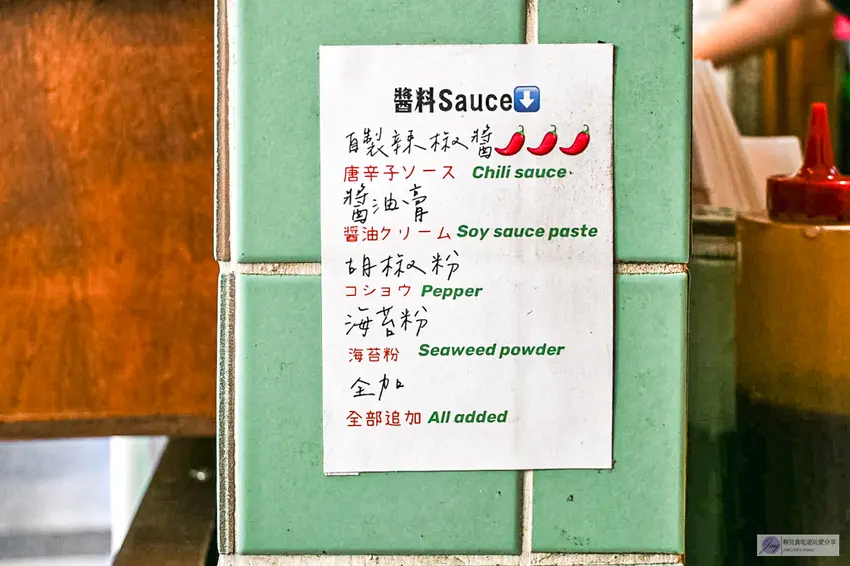 醬料Sauce⬇️
自製辣椒醬🌶️🌶️🌶️
唐辛子ソース Chili sauce
醬油膏
醤油クリーム Soy sauce paste
胡椒粉
コショウ Pepper
海苔粉
海苔粉 Seaweed powder
全加
全部追加 All added